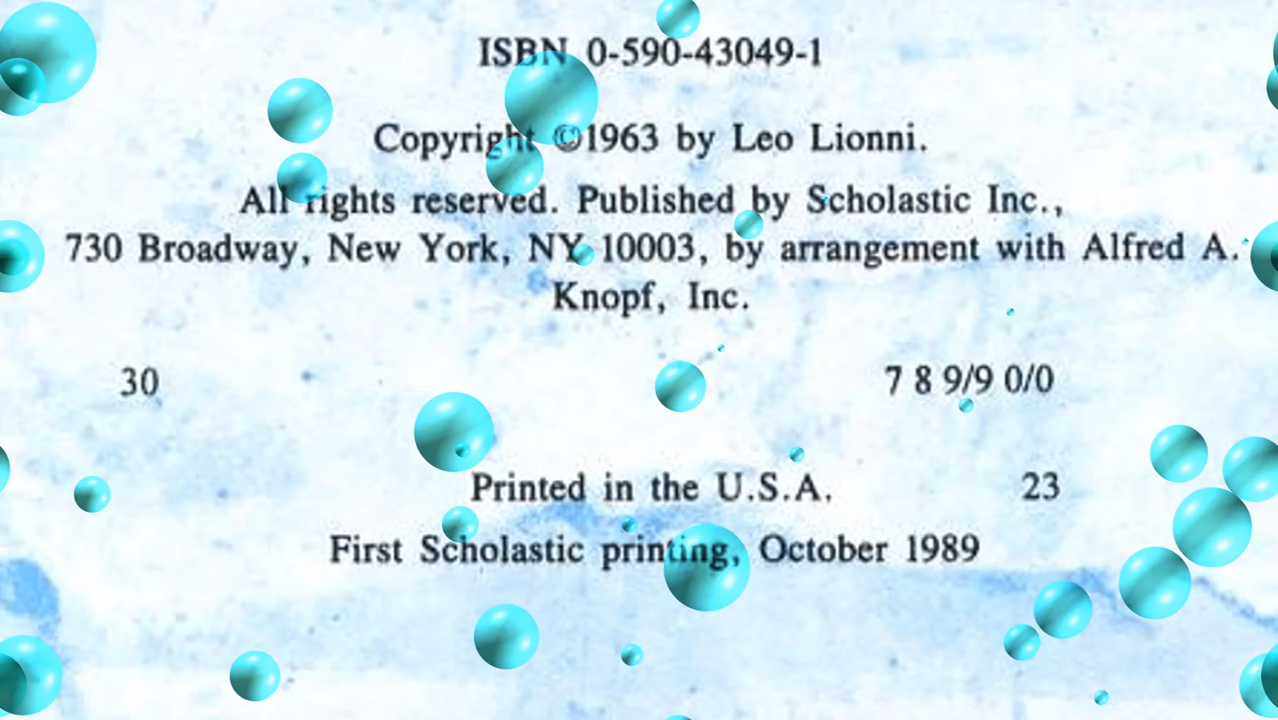 ISBN 0-590-43049-1
Copyright ©1963 by Leo Lionni.
All rights reserved. Published by Scholastic Inc.,
730 Broadway, New York, NY 10003, by arrangement with Alfred A.
Knopf, Inc.
30 7 8 9/9 0/0
Printed in the U.S.A. 23
First Scholastic printing, October 1989